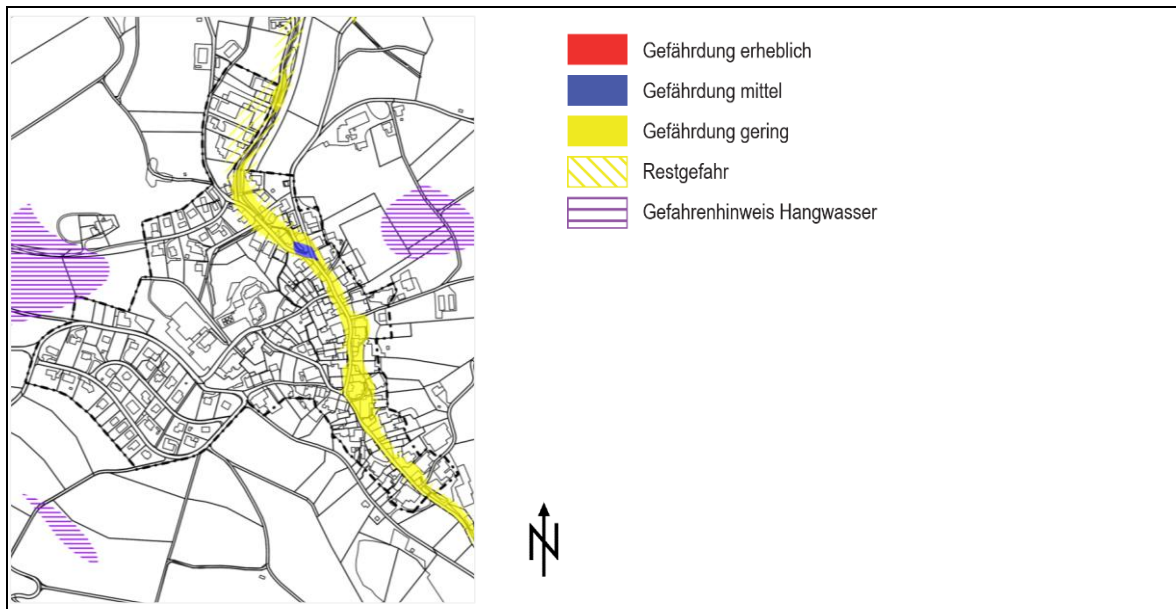 Gefährdung erheblich
Gefährdung mittel
Gefährdung gering
Restgefahr
Gefahrenhinweis Hangwasser
N